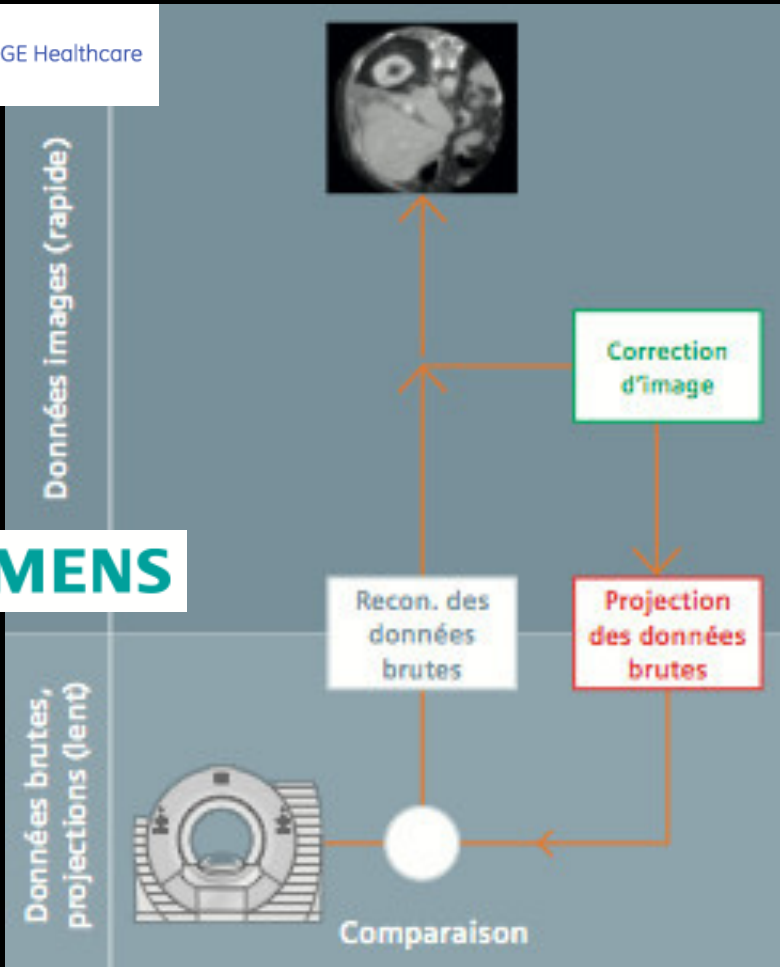 GE Healthcare
Données images (rapide)
Correction
d'image
MENS
Recon. des
données
brutes
Projection
des données
brutes
Données brutes,
projections (lent)
Comparaison